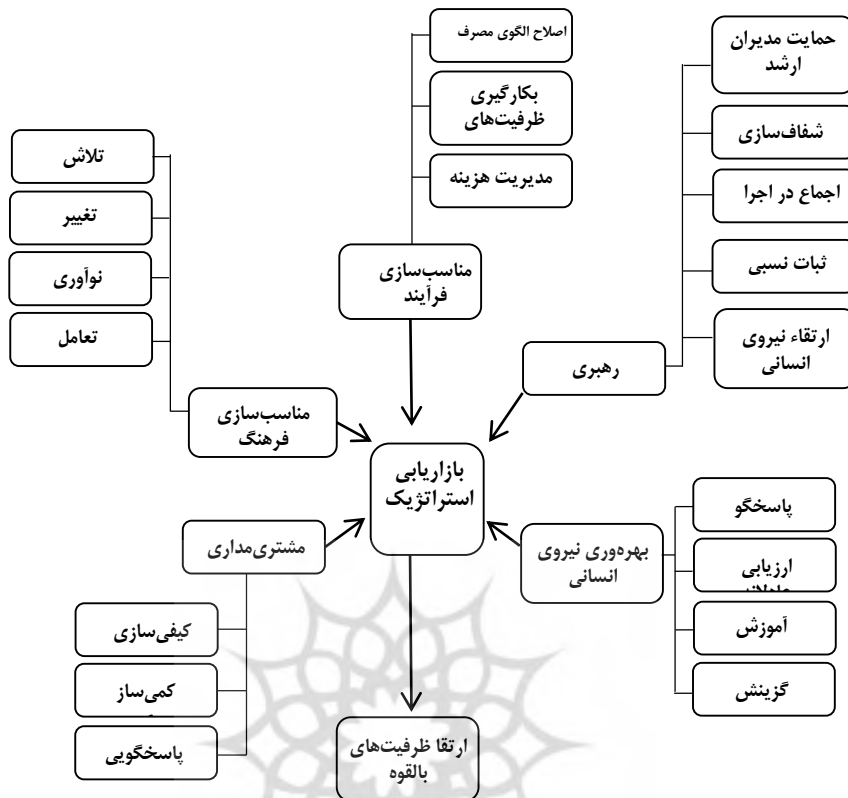 اصلاح الگوی مصرف
بکارگیری
ظرفیت‌های
مدیریت هزینه
مناسب‌سازی
فرآیند
حمایت مدیران
ارشد
شفاف‌سازی
اجماع در اجرا
ثبات نسبی
ارتقاء نیروی
انسانی
رهبری
تلاش
تغییر
نوآوری
تعامل
مناسب‌سازی
فرهنگ
بازاریابی
استراتژیک
پاسخگو
ارزیابی
آموزش
گزینش
بهره‌وری نیروی
انسانی
مشتری‌مداری
کیفی‌سازی
کمی‌ساز
پاسخگویی
ارتقا ظرفیت‌های
بالقوه